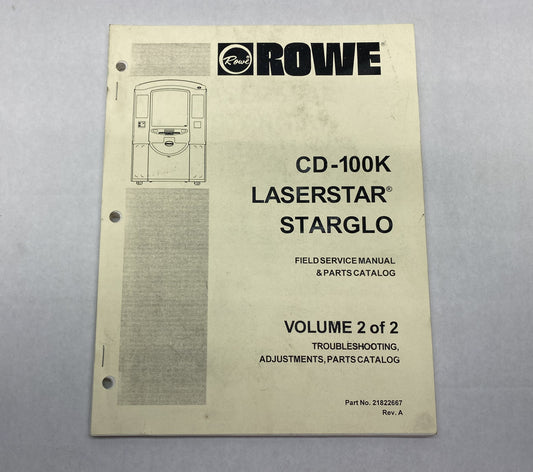 Rowe ROWE
CD-100K
LASERSTAR®
STARGLO
FIELD SERVICE MANUAL
& PARTS CATALOG
VOLUME 2 of 2
TROUBLESHOOTING,
ADJUSTMENTS, PARTS CATALOG
Part No. 21822667
Rev. A